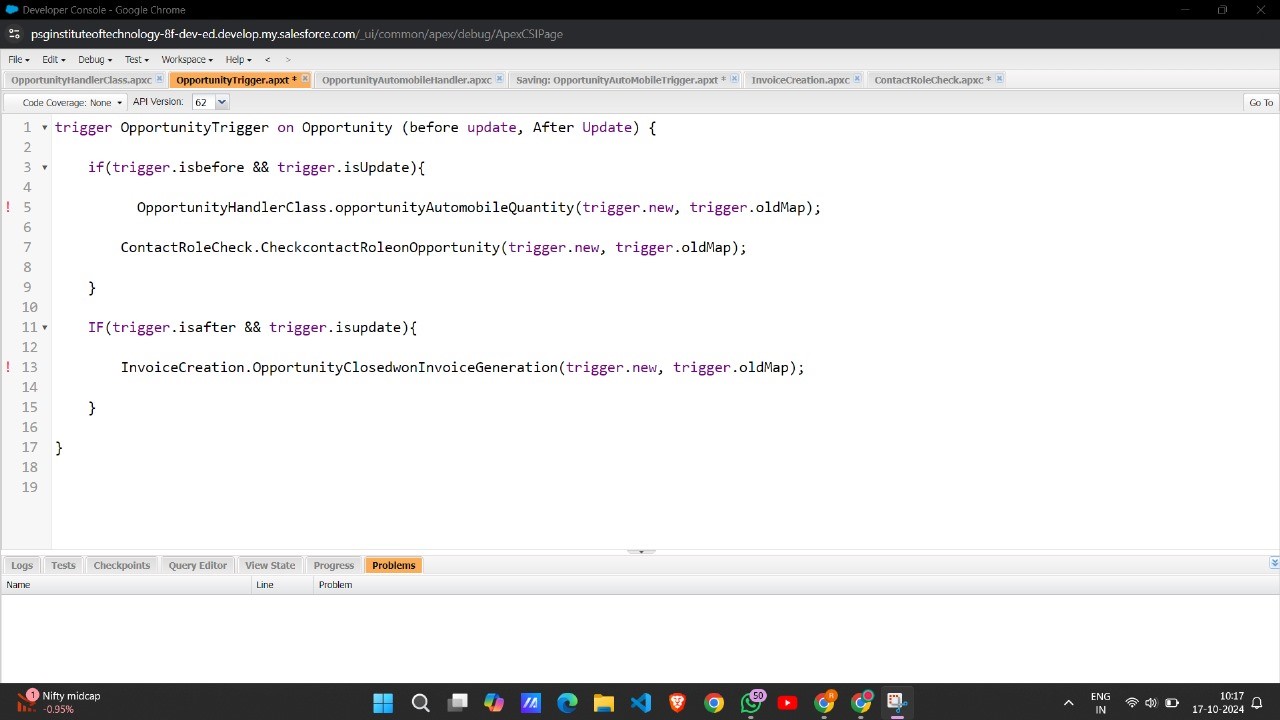 Developer Console - Google Chrome
psginstituteoftechnology-8f-dev-ed.develop.my.salesforce.com/_ui/common/apex/debug/ApexCSIPage
File Edit Debug Test Workspace Help < >
OpportunityHandlerClass.apxc OpportunityTrigger.apxt * OpportunityAutomobileHandler.apxc Saving: OpportunityAutoMobileTrigger.apxt * InvoiceCreation.apxc ContactRoleCheck.apxc *
Code Coverage: None API Version: 62 Go To
1 trigger OpportunityTrigger on Opportunity (before update, After Update) {
2
3 if(trigger.isbefore && trigger.isUpdate){
4
! 5 OpportunityHandlerClass.opportunityAutomobileQuantity(trigger.new, trigger.oldMap);
6
7 ContactRoleCheck.CheckcontactRoleonOpportunity(trigger.new, trigger.oldMap);
8
9 }
10
11 IF(trigger.isafter && trigger.isupdate){
12
! 13 InvoiceCreation.OpportunityClosedwonInvoiceGeneration(trigger.new, trigger.oldMap);
14
15 }
16
17 }
18
19
Logs Tests Checkpoints Query Editor View State Progress Problems
Name Line Problem
1 Nifty midcap
-0.95%
50
ENG
IN
10:17
17-10-2024